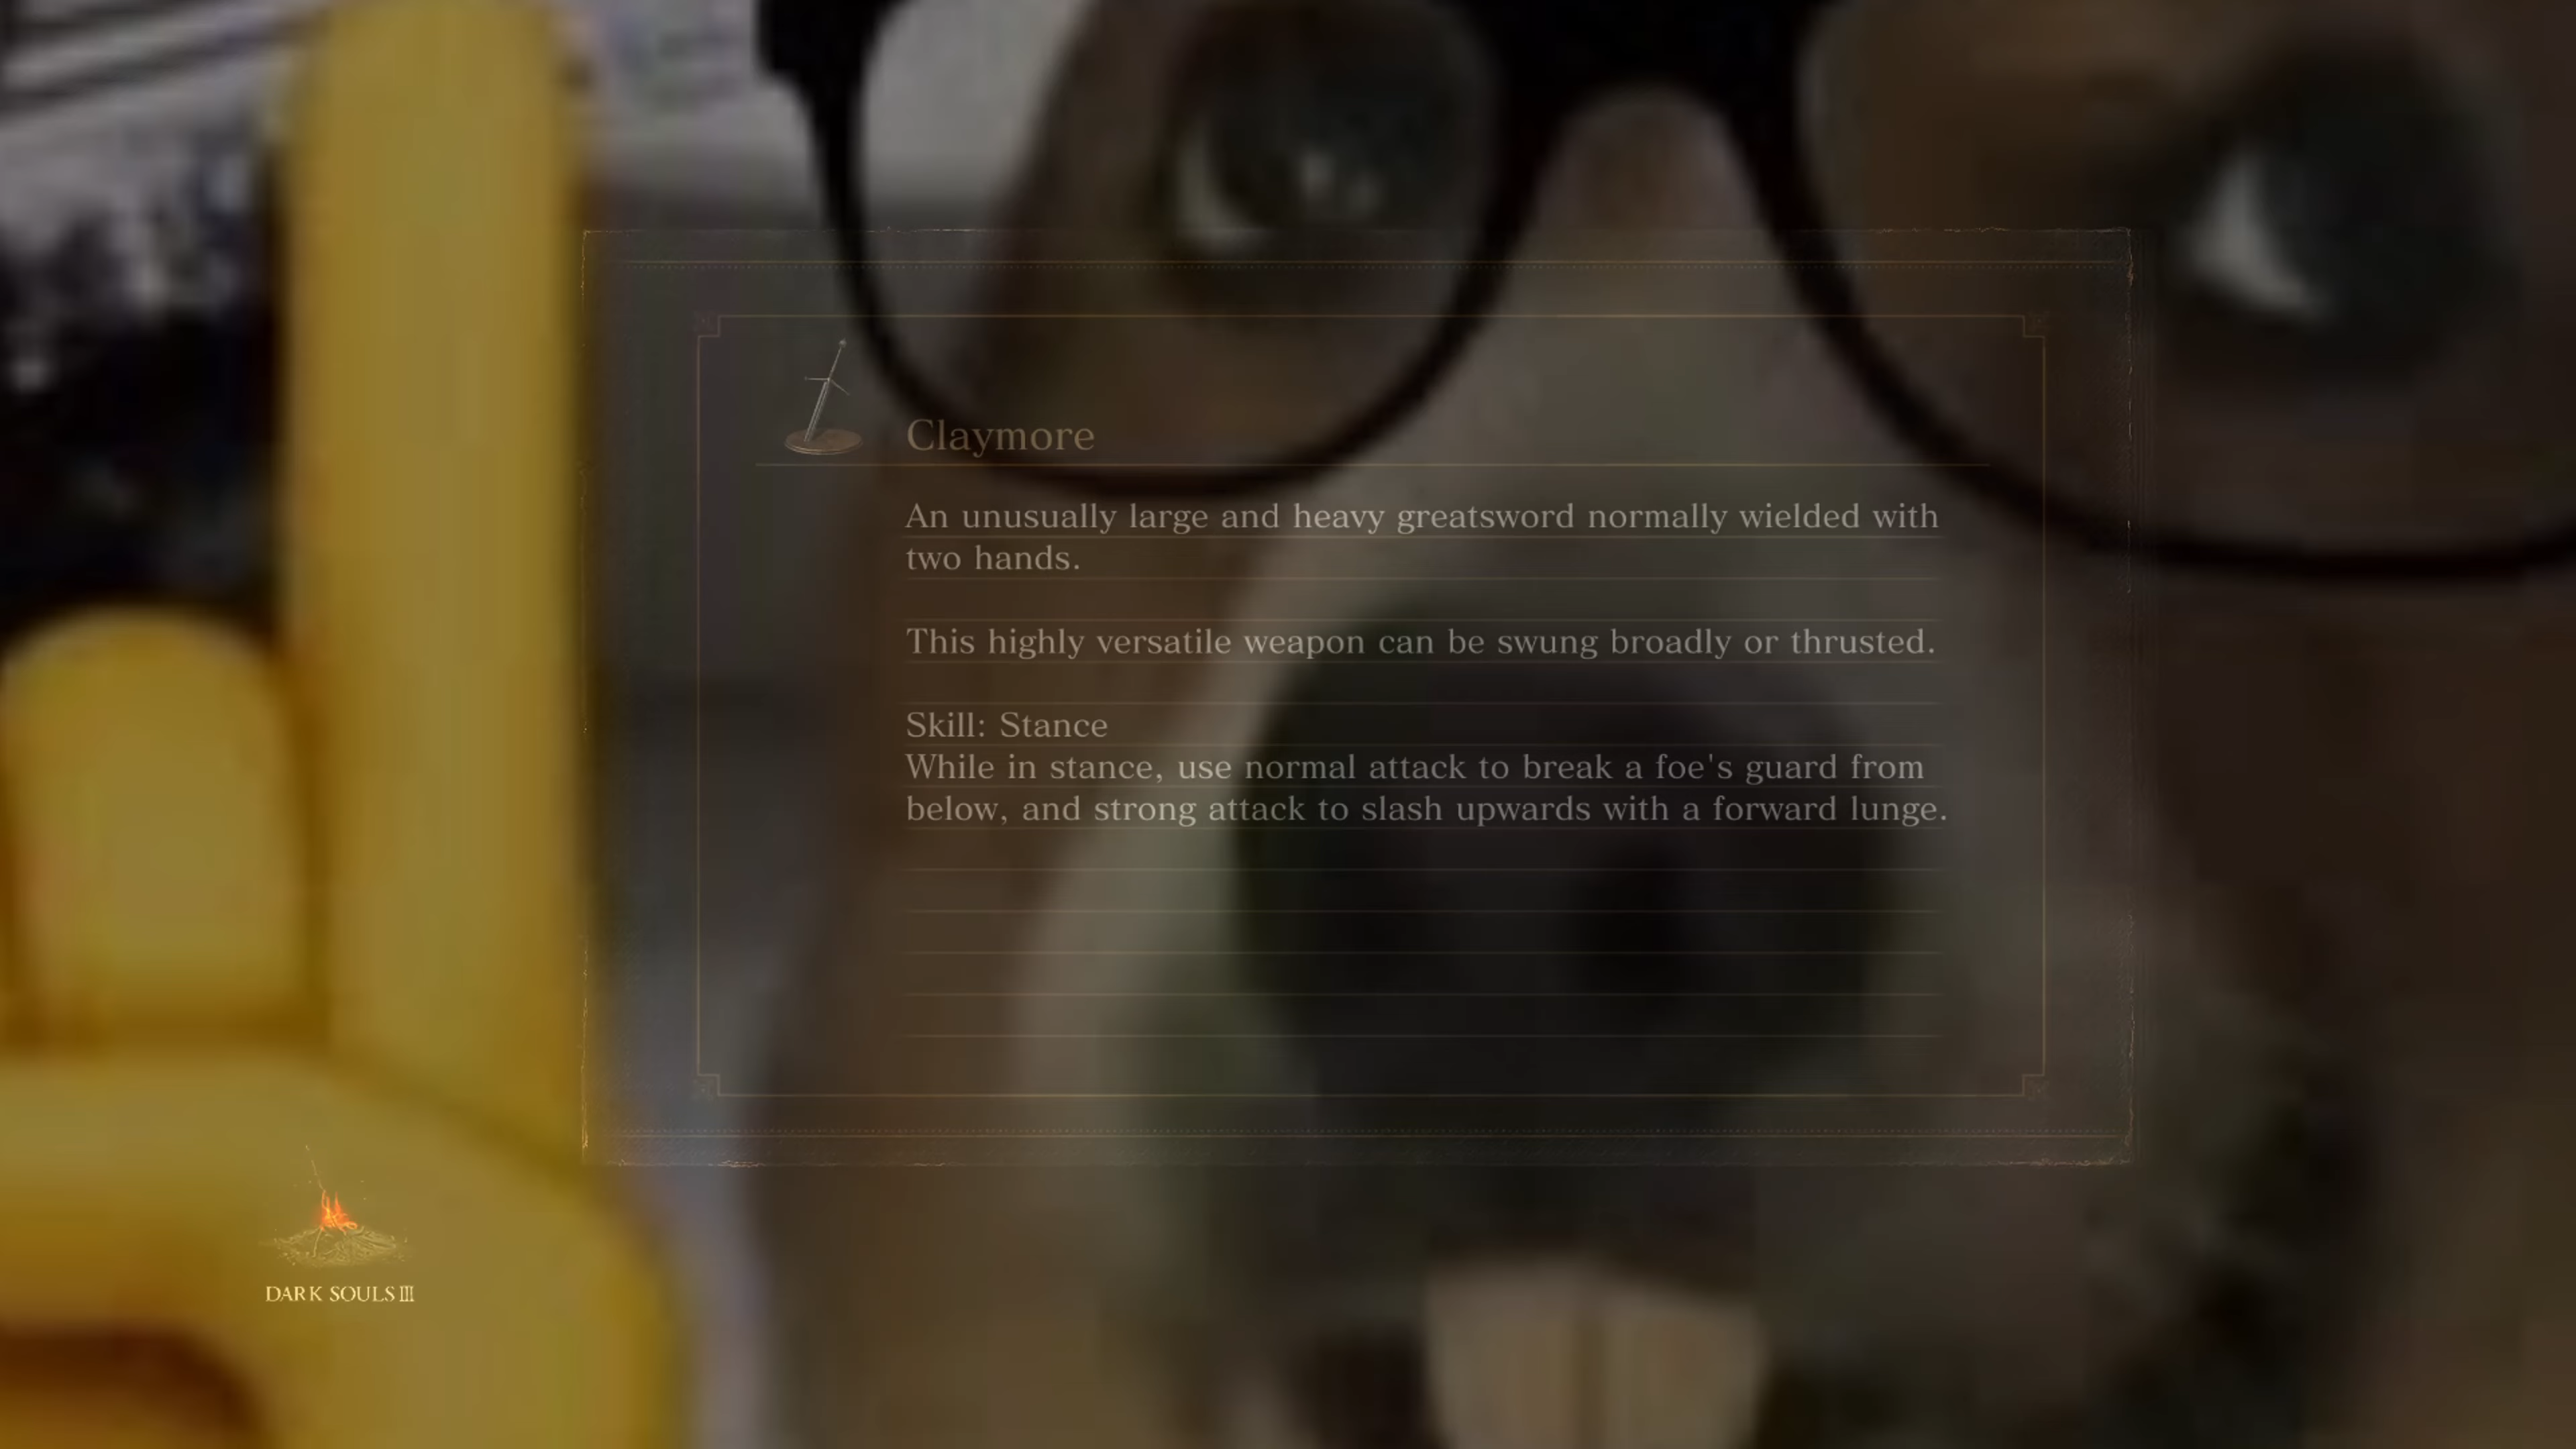 Claymore
An unusually large and heavy greatsword normally wielded with
two hands.
This highly versatile weapon can be swung broadly or thrusted.
Skill: Stance
While in stance, use normal attack to break a foe's guard from
below, and strong attack to slash upwards with a forward lunge.
DARK SOULS III